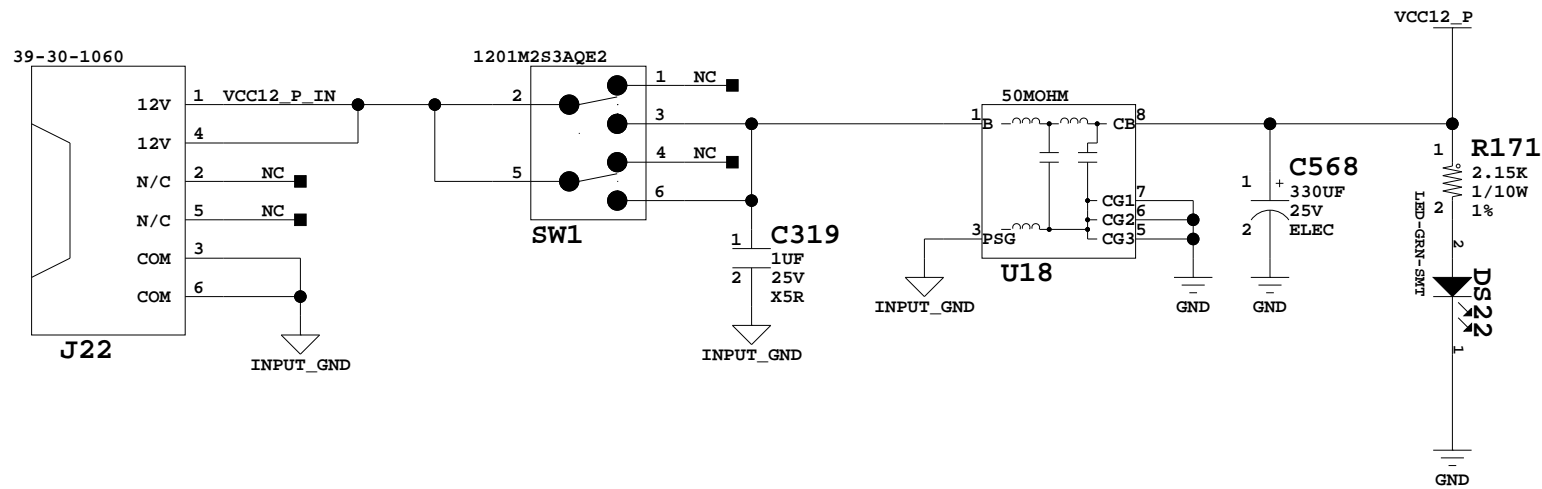 VCC12_P
39-30-1060
12V
1
VCC12_P_IN
12V
4
N/C
2
NC
N/C
5
NC
COM
3
COM
6
J22
INPUT_GND
1201M2S3AQE2
2
5
1
NC
3
4
NC
6
SW1
1
C319
1UF
2
25V
X5R
INPUT_GND
50MOHM
1
B
CB
8
CG1
7
CG2
6
CG3
5
3
PSG
U18
INPUT_GND
GND
C568
1
+
330UF
25V
2
ELEC
GND
1
R171
2.15K
1/10W
2
1%
LED-GRN-SMT
2
DS22
1
GND